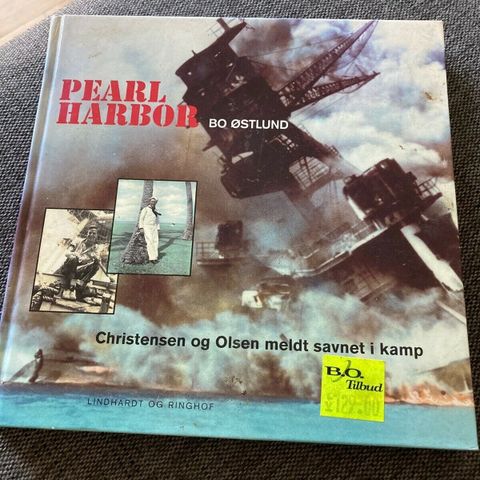 PEARL
HARBOR
BO ØSTLUND
Christensen og Olsen meldt savnet i kamp
B.O.
Tilbud
LINDHARDT OG RINGHOF